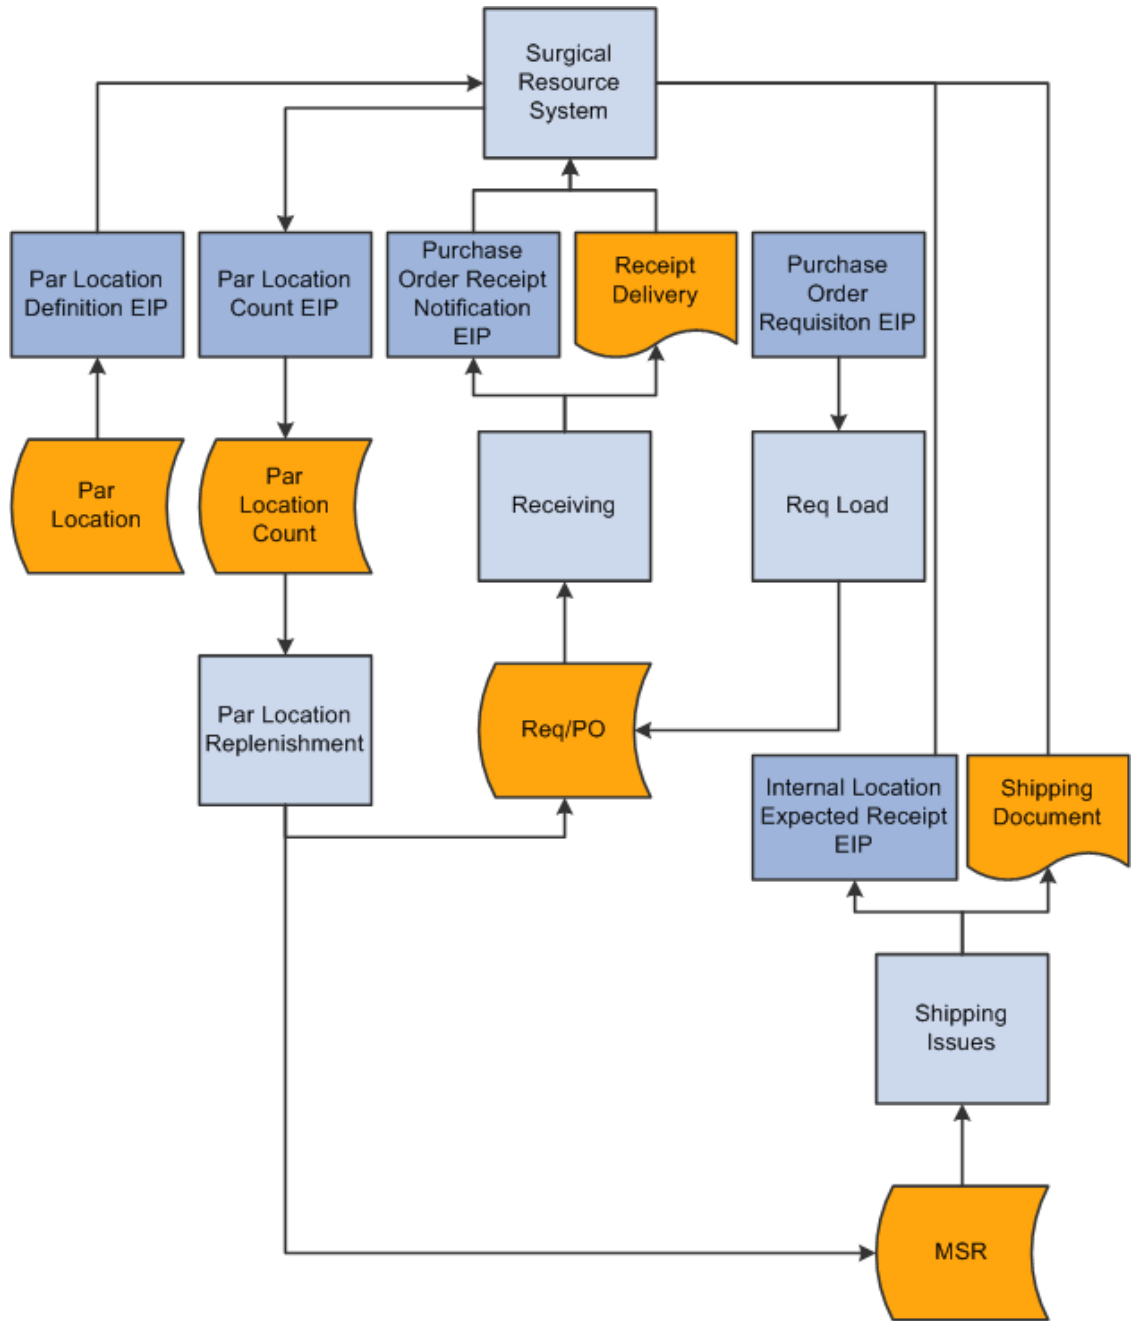 Surgical
Resource
System
Par Location
Definition EIP
Par Location
Count EIP
Purchase
Order Receipt
Notification
EIP
Receipt
Delivery
Purchase
Order
Requisiton EIP
Par
Location
Par
Location
Count
Receiving
Req Load
Par Location
Replenishment
Req/PO
Internal Location
Expected Receipt
EIP
Shipping
Document
Shipping
Issues
MSR